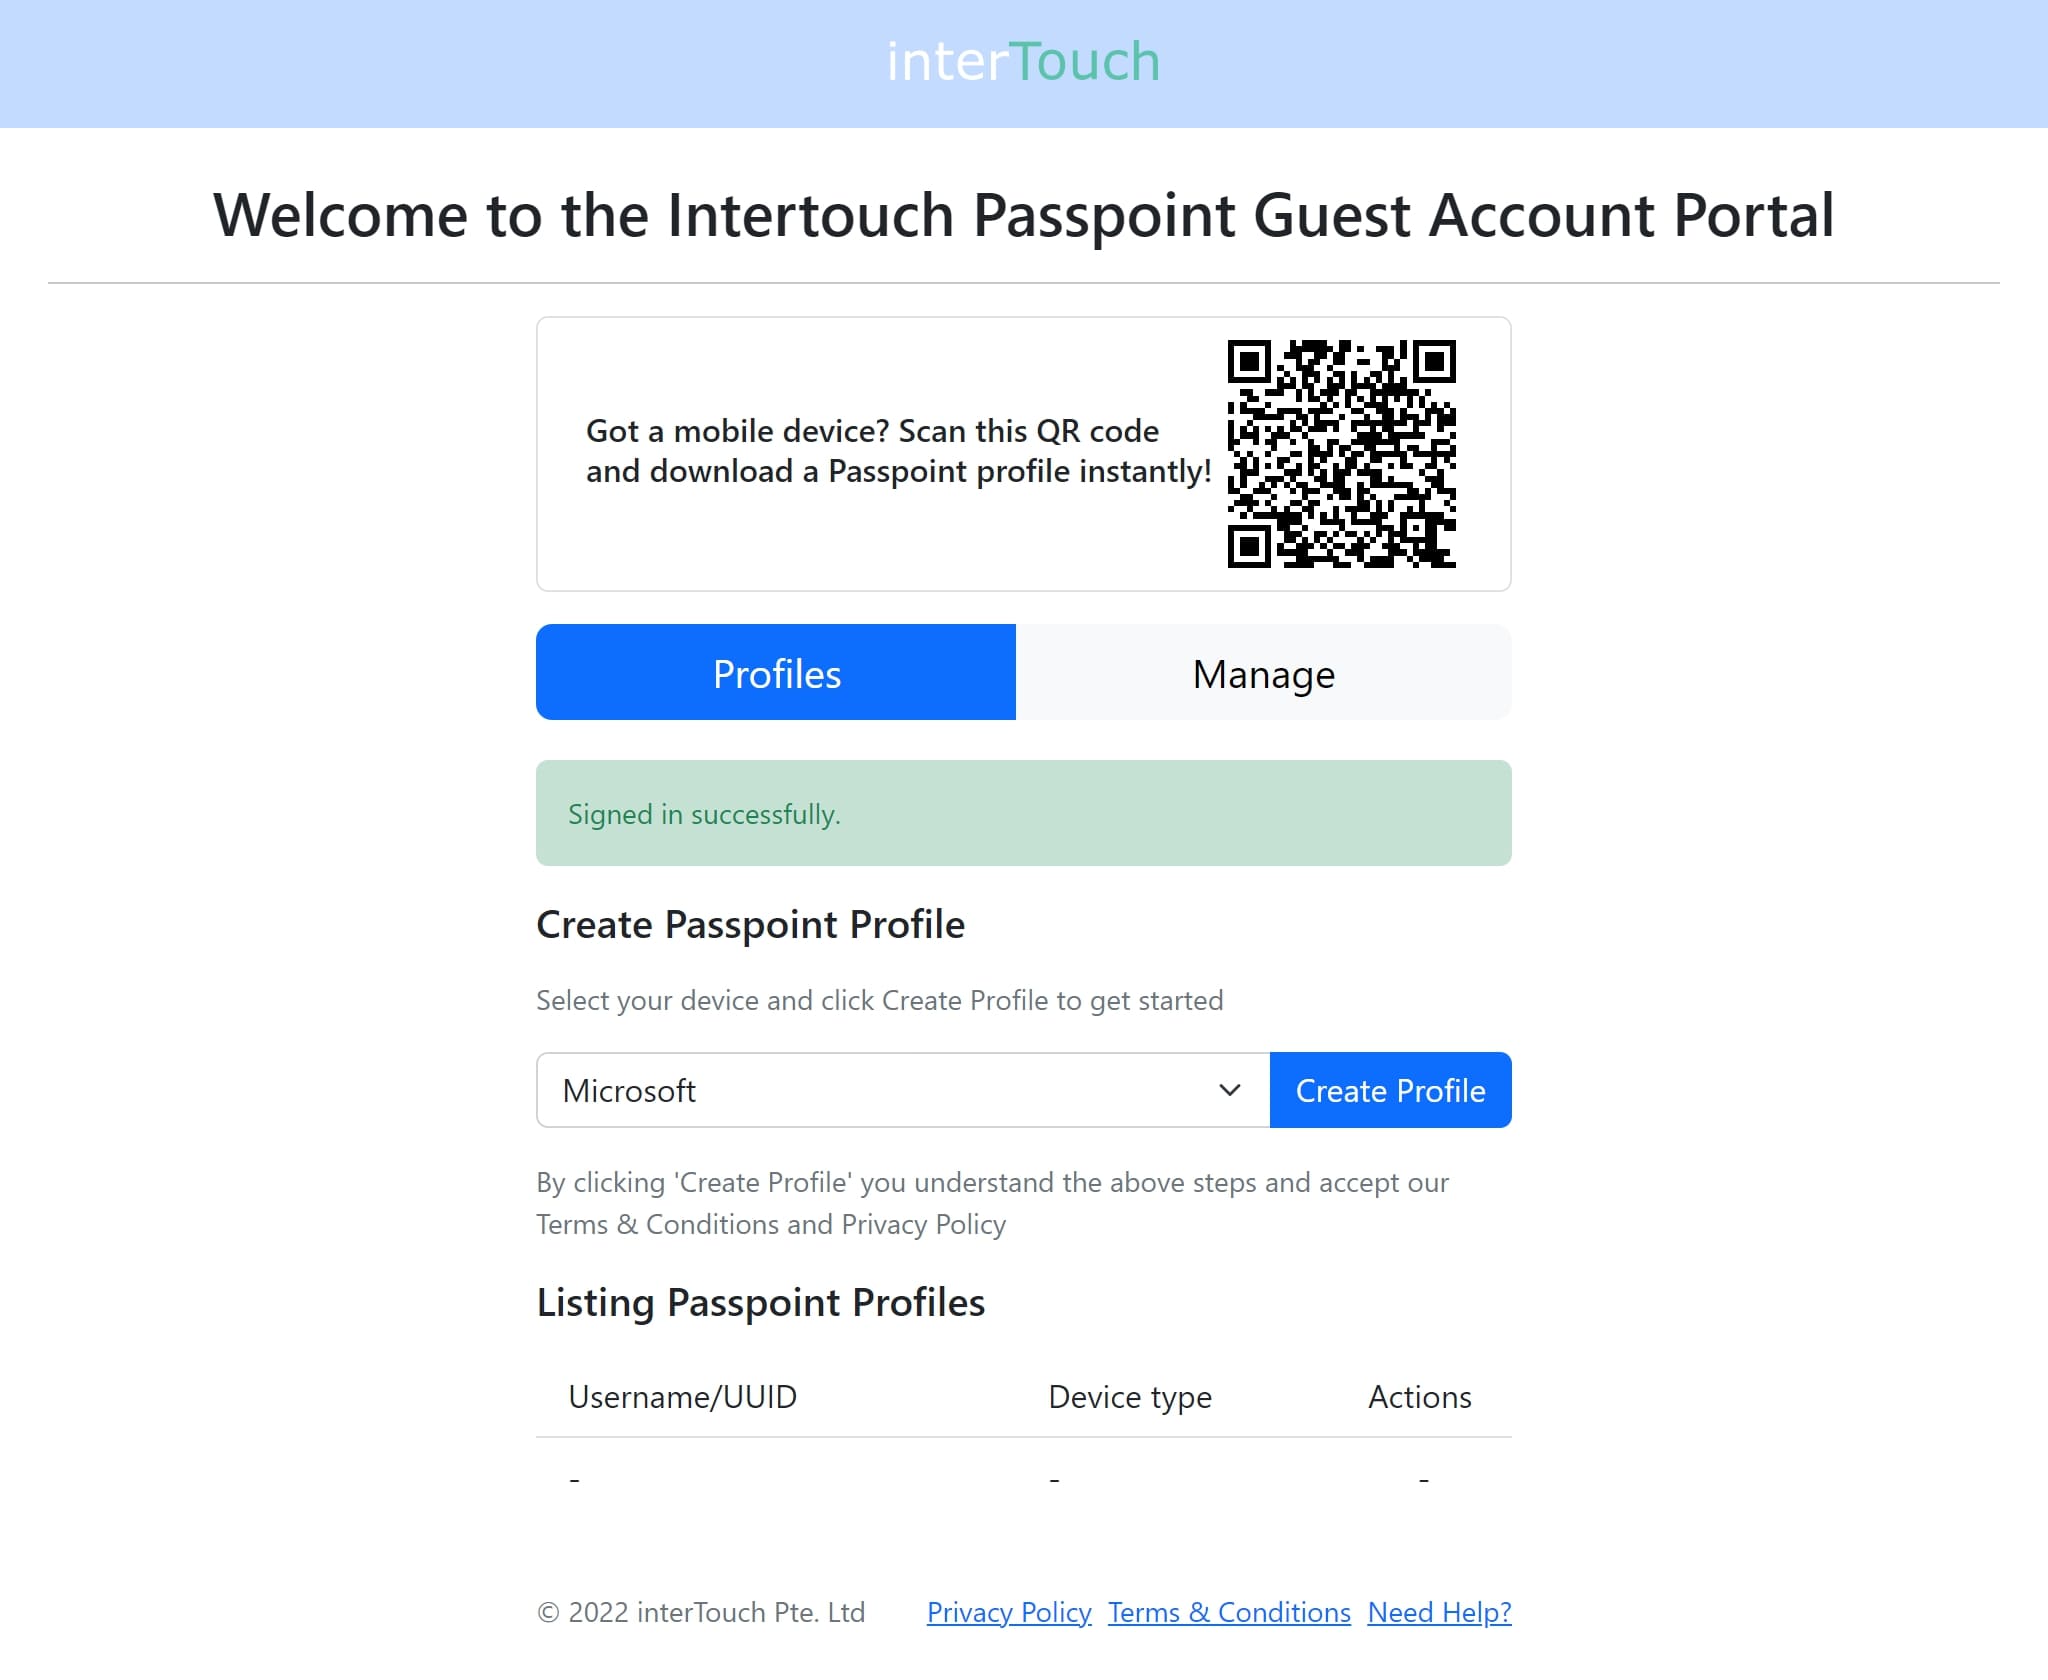 interTouch
Welcome to the Intertouch Passpoint Guest Account Portal
Got a mobile device? Scan this QR code
and download a Passpoint profile instantly!
Profiles
Manage
Signed in successfully.
Create Passpoint Profile
Select your device and click Create Profile to get started
Microsoft
Create Profile
By clicking 'Create Profile' you understand the above steps and accept our
Terms & Conditions and Privacy Policy
Listing Passpoint Profiles
Username/UUID Device type Actions
- - -
© 2022 interTouch Pte. Ltd Privacy Policy Terms & Conditions Need Help?